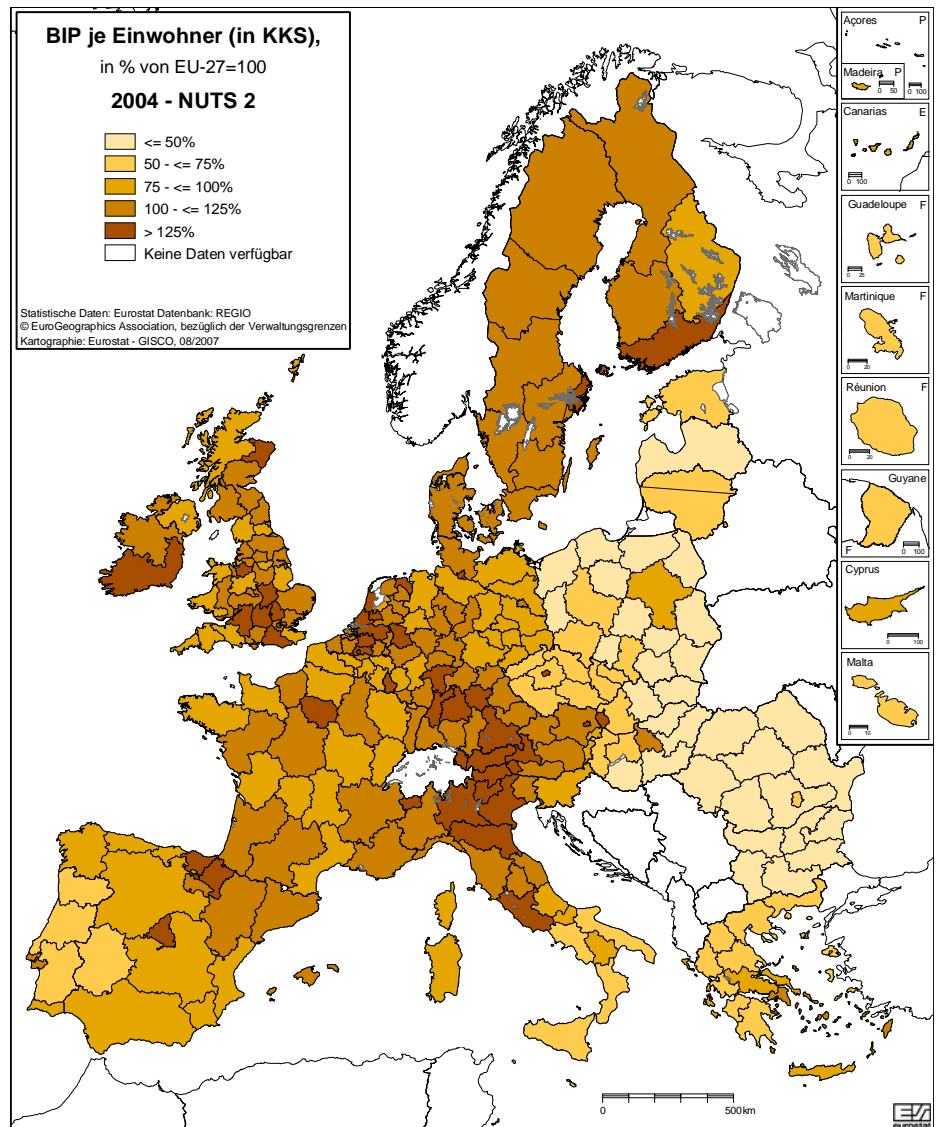 BIP je Einwohner (in KKS),
in % von EU-27=100
2004 - NUTS 2
<= 50%
50 - <= 75%
75 - <= 100%
100 - <= 125%
> 125%
Keine Daten verfügbar
Statistische Daten: Eurostat Datenbank: REGIO
© EuroGeographics Association, bezüglich der Verwaltungsgrenzen
Kartographie: Eurostat - GISCO, 08/2007
Açores P
Madeira P
0 50
0 100
Canarias E
0 100
Guadeloupe F
0 25
Martinique F
0 20
Réunion F
0 20
Guyane
F
0 100
Cyprus
0 100
Malta
0 10
0 500km
eurostat